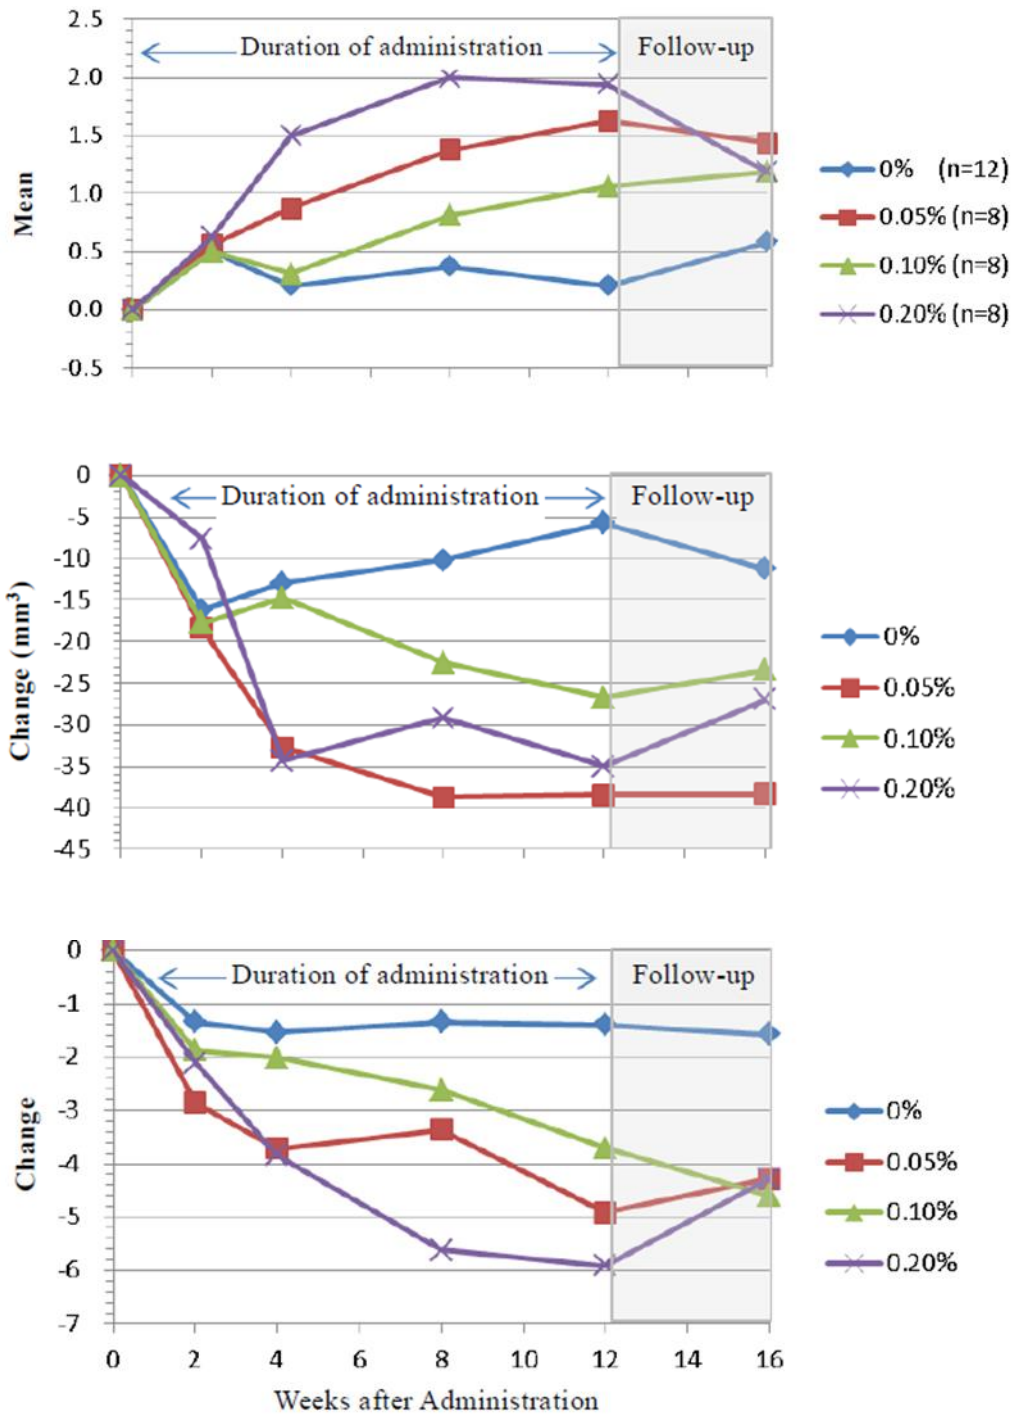 2.5
Duration of administration
Follow-up
2.0
1.5
1.0
0.5
0.0
-0.5
Mean
0% (n=12)
0.05% (n=8)
0.10% (n=8)
0.20% (n=8)
0
Duration of administration
Follow-up
-5
-10
-15
-20
-25
-30
-35
-40
-45
Change (mm³)
0%
0.05%
0.10%
0.20%
0
Duration of administration
Follow-up
-1
-2
-3
-4
-5
-6
-7
Change
0%
0.05%
0.10%
0.20%
0 2 4 6 8 10 12 14 16
Weeks after Administration